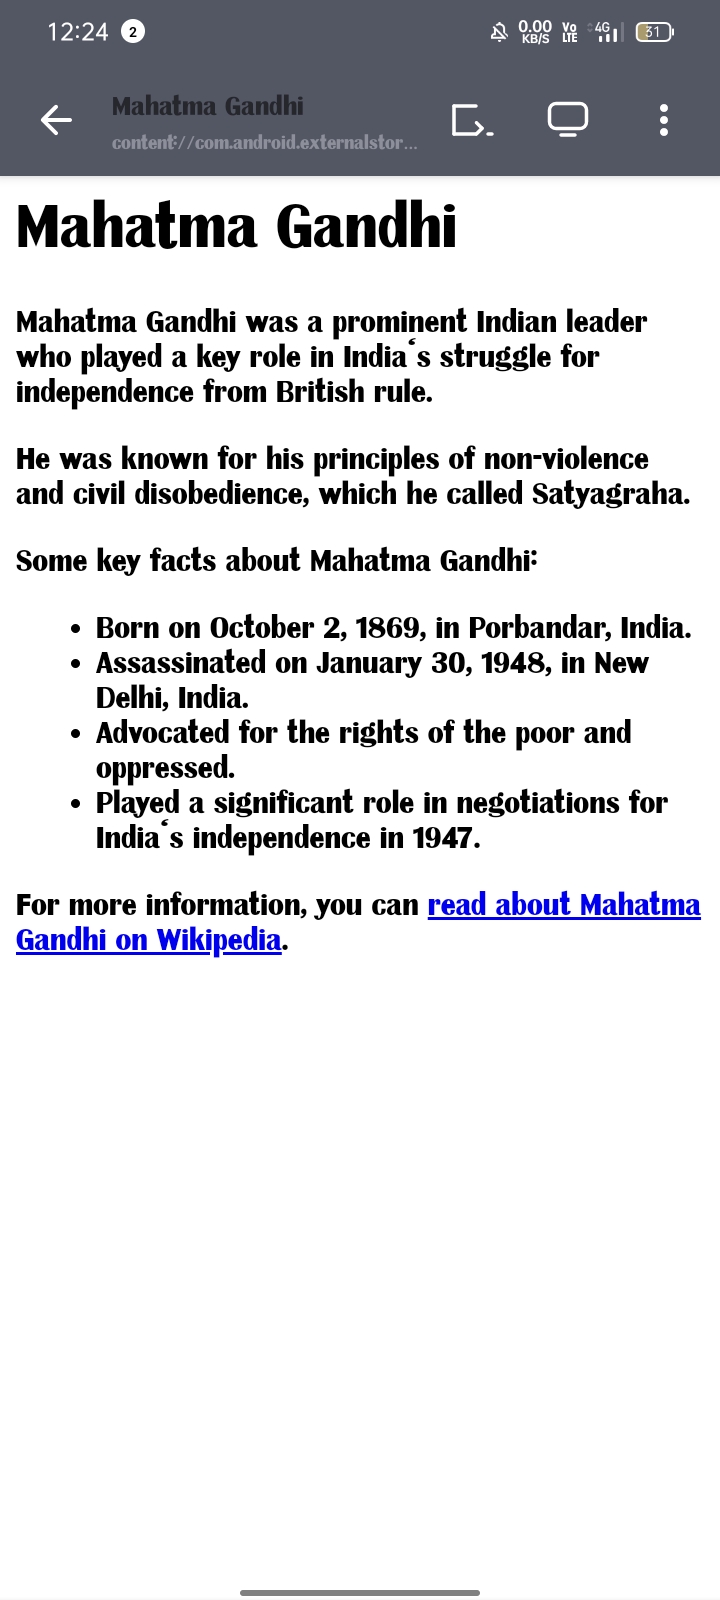 12:24 2 0.00 KB/S Vo LTE 4G 31
Mahatma Gandhi
content://com.android.externalstor...
Mahatma Gandhi
Mahatma Gandhi was a prominent Indian leader
who played a key role in India's struggle for
independence from British rule.
He was known for his principles of non-violence
and civil disobedience, which he called Satyagraha.
Some key facts about Mahatma Gandhi:
• Born on October 2, 1869, in Porbandar, India.
• Assassinated on January 30, 1948, in New
Delhi, India.
• Advocated for the rights of the poor and
oppressed.
• Played a significant role in negotiations for
India's independence in 1947.
For more information, you can read about Mahatma
Gandhi on Wikipedia.